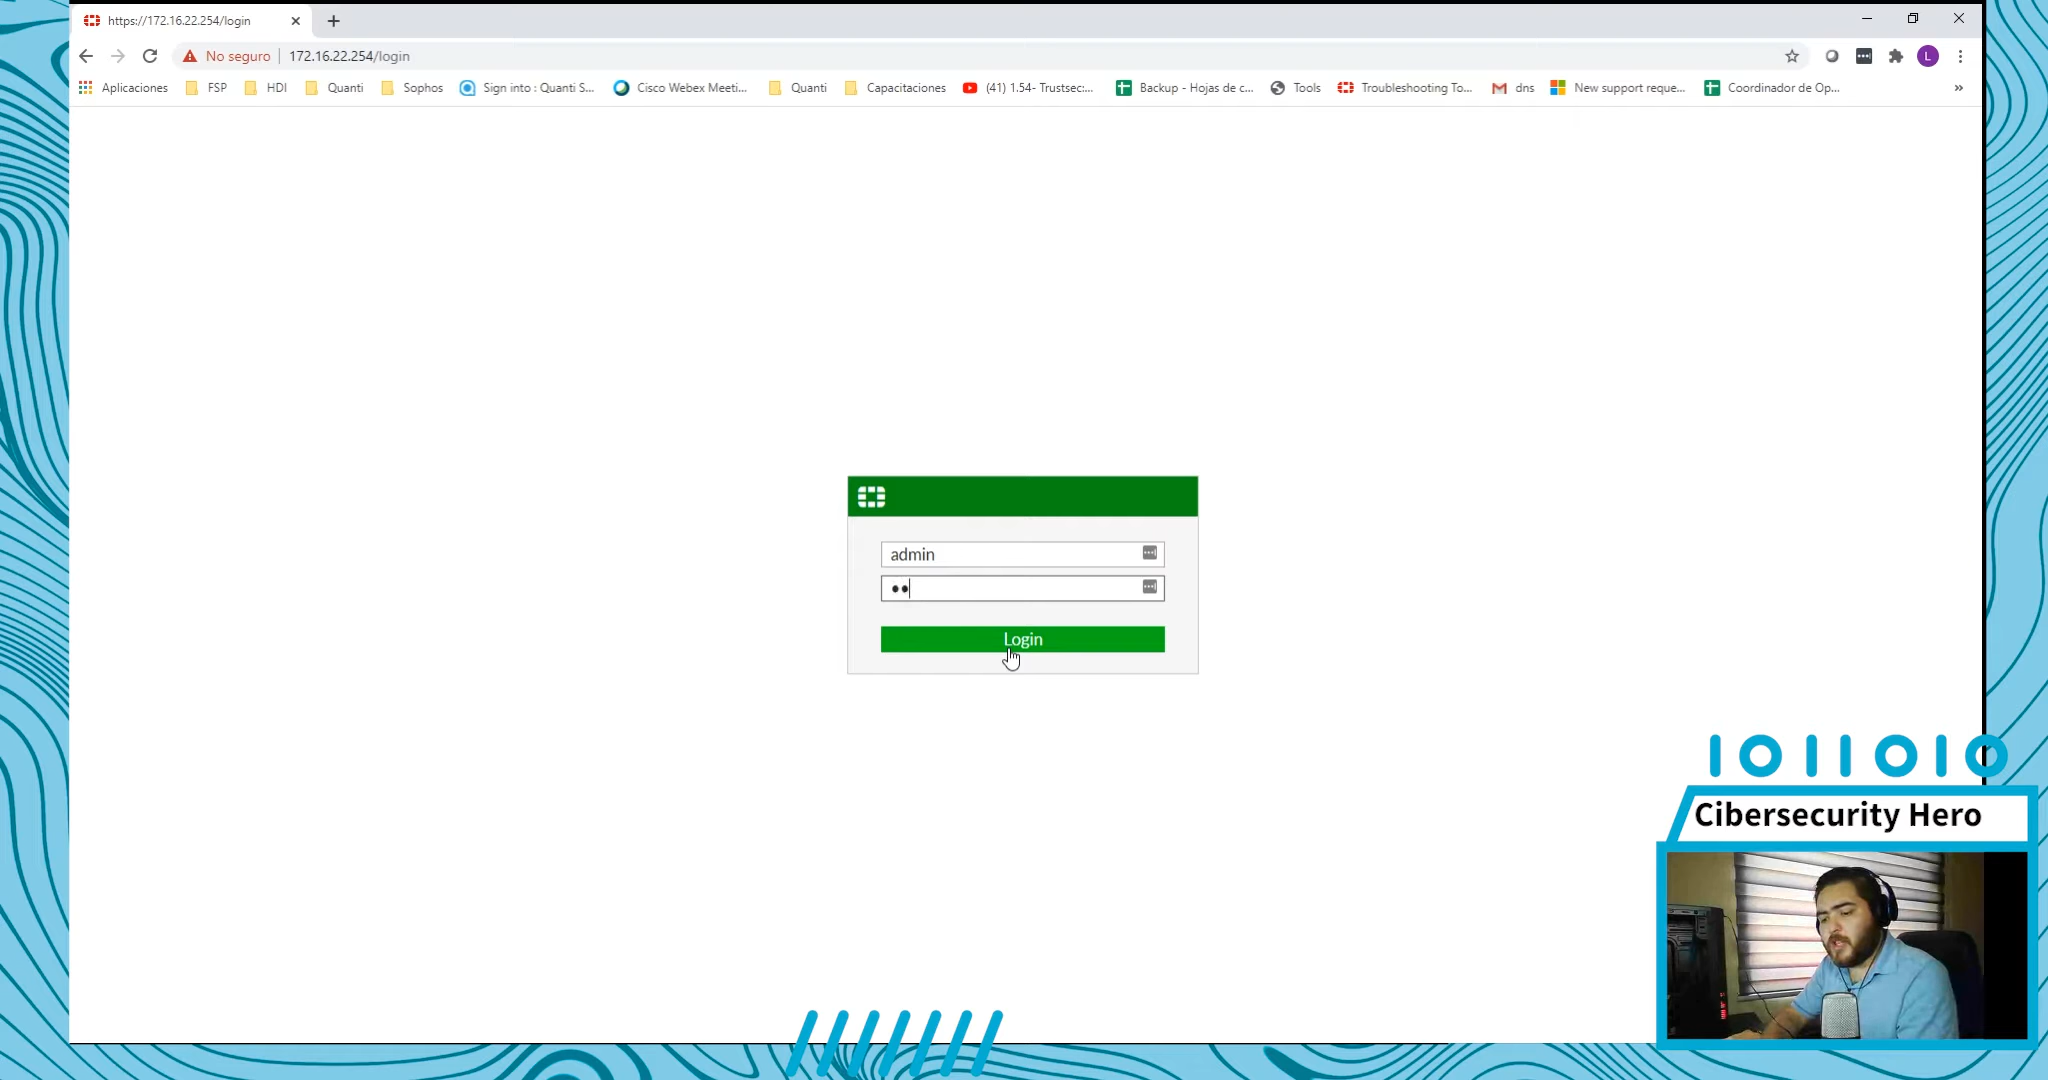 https://172.16.22.254/login
No seguro
172.16.22.254/login
L
Aplicaciones
FSP
HDI
Quanti
Sophos
Sign into : Quanti S...
Cisco Webex Meeti...
Quanti
Capacitaciones
(41) 1.54- Trustsec:...
Backup - Hojas de c...
Tools
Troubleshooting To...
dns
New support reque...
Coordinador de Op...
»
admin
Login
1011010
Cibersecurity Hero